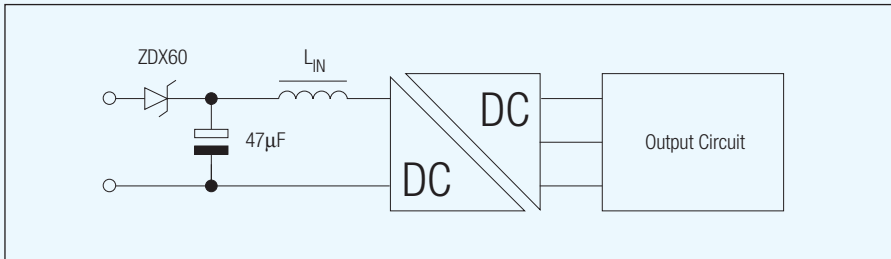 ZDX60
L_IN
47μF
DC
DC
Output Circuit